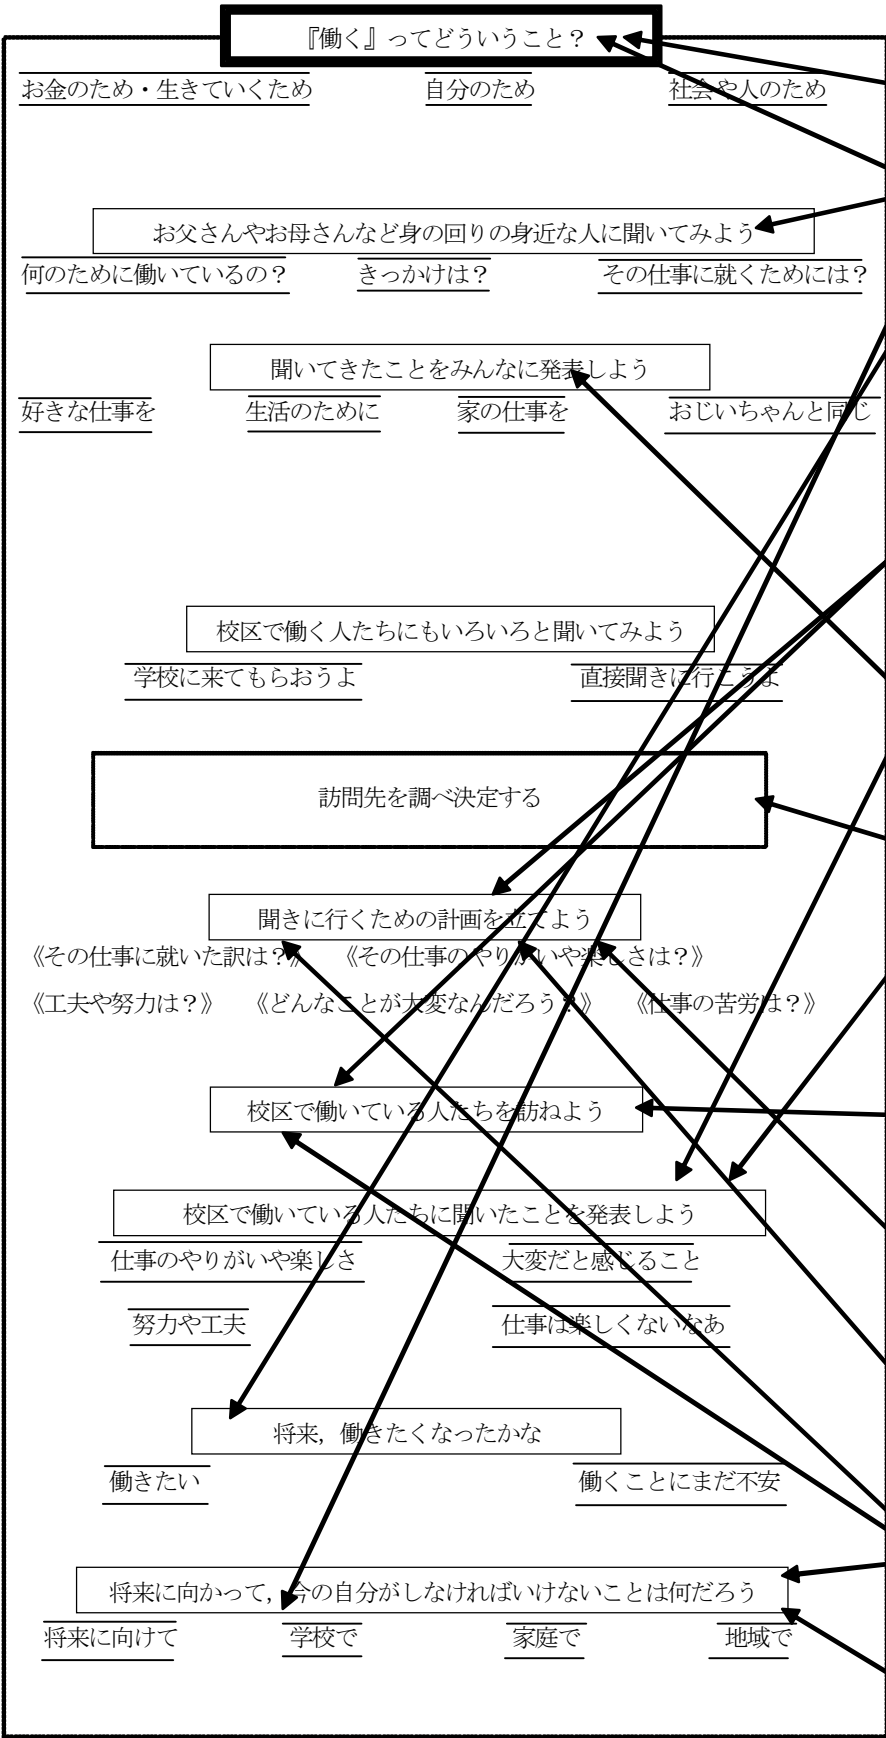 『働く』ってどういうこと？
お金のため・生きていくため　自分のため　社会や人のため
お父さんやお母さんなど身の回りの身近な人に聞いてみよう
何のために働いているの？　きっかけは？　その仕事に就くためには？
聞いてきたことをみんなに発表しよう
好きな仕事を　生活のために　家の仕事を　おじいちゃんと同じ
校区で働く人たちにもいろいろと聞いてみよう
学校に来てもらおうよ　直接聞きに行こうよ
訪問先を調べ決定する
聞きに行くための計画を立てよう
《その仕事に就いた訳は？》　《その仕事のやりがいや楽しさは？》
《工夫や努力は？》　《どんなことが大変なんだろう？》　《仕事の苦労は？》
校区で働いている人たちを訪ねよう
校区で働いている人たちに聞いたことを発表しよう
仕事のやりがいや楽しさ　大変だと感じること
努力や工夫　仕事は楽しくないなあ
将来，働きたくなったかな
働きたい　働くことにまだ不安
将来に向かって，今の自分がしなければいけないことは何だろう
将来に向けて　学校で　家庭で　地域で